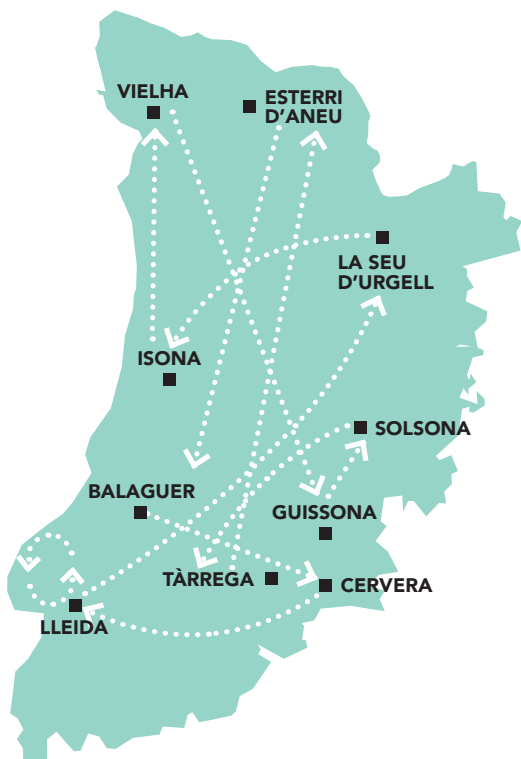 VIELHA
ESTERRI
D'ANEU
LA SEU
D'URGELL
ISONA
SOLSONA
BALAGUER
GUISSONA
TÀRREGA
CERVERA
LLEIDA